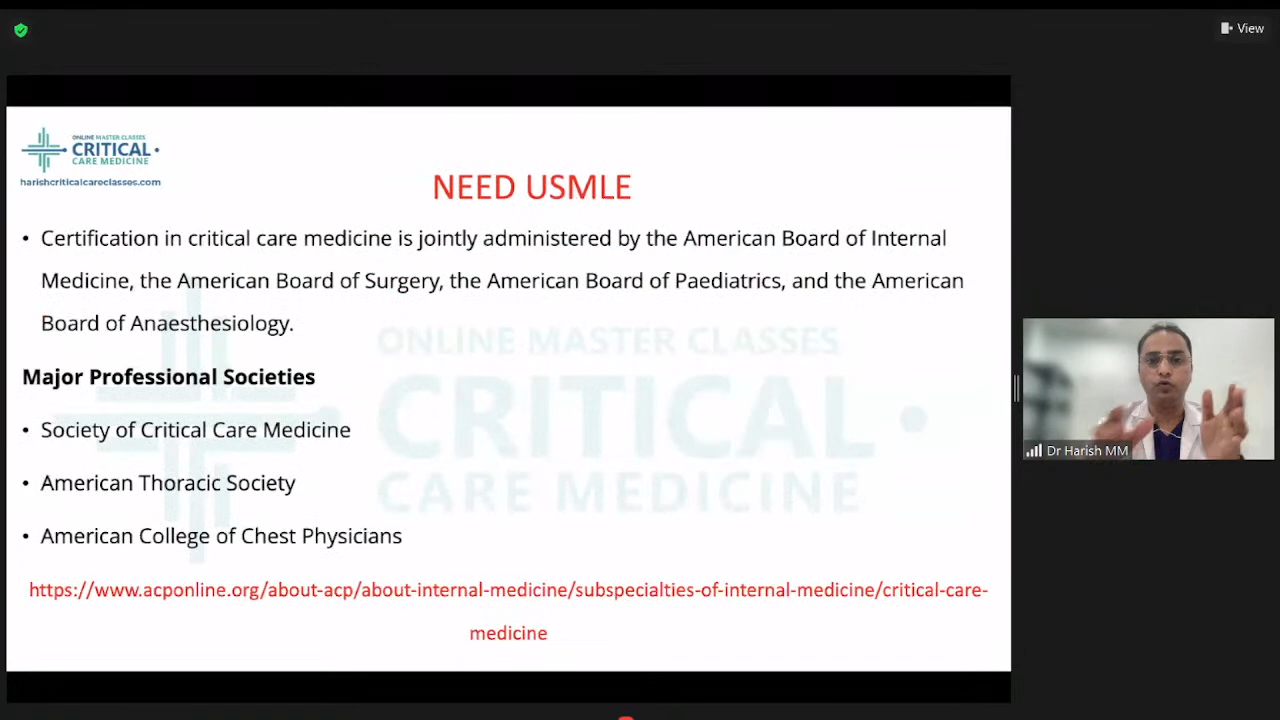 View
ONLINE MASTER CLASSES
CRITICAL
CARE MEDICINE
harishcriticalcareclasses.com
NEED USMLE
• Certification in critical care medicine is jointly administered by the American Board of Internal
Medicine, the American Board of Surgery, the American Board of Paediatrics, and the American
Board of Anaesthesiology.
Major Professional Societies
• Society of Critical Care Medicine
• American Thoracic Society
• American College of Chest Physicians
https://www.acponline.org/about-acp/about-internal-medicine/subspecialties-of-internal-medicine/critical-care-
medicine
ONLINE MASTER CLASSES
CRITICAL
CARE MEDICINE
Dr Harish MM